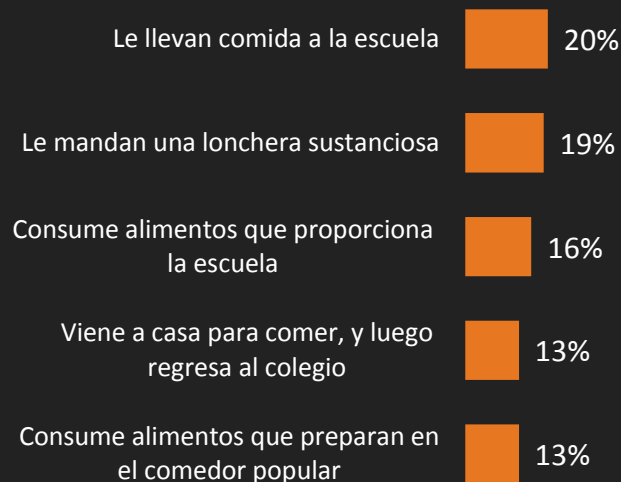 Le llevan comida a la escuela 20%
Le mandan una lonchera sustanciosa 19%
Consume alimentos que proporciona
la escuela 16%
Viene a casa para comer, y luego
regresa al colegio 13%
Consume alimentos que preparan en
el comedor popular 13%